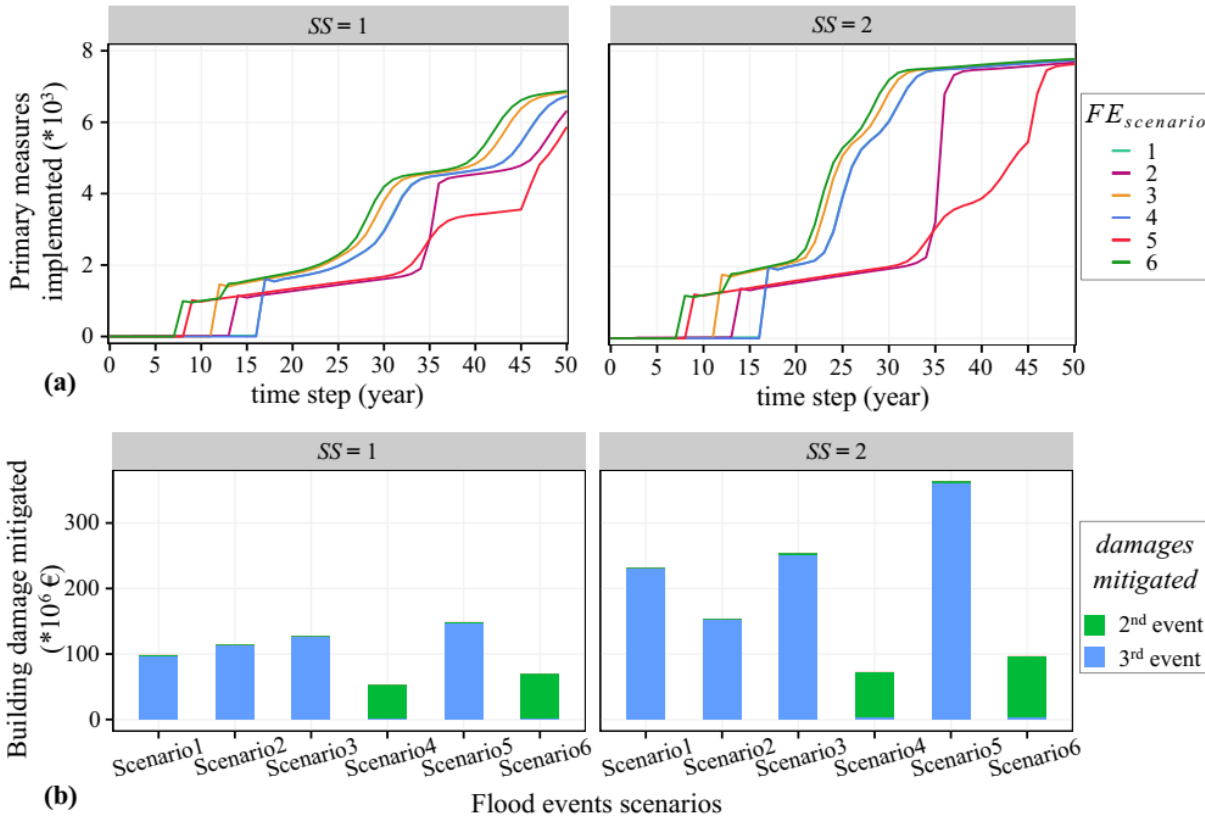 SS = 1
SS = 2
Primary measures
implemented (*10³)
8
6
4
2
0
0 5 10 15 20 25 30 35 40 45 50
0 5 10 15 20 25 30 35 40 45 50
time step (year)
time step (year)
(a)
FE scenario
1
2
3
4
5
6
SS = 1
SS = 2
Building damage mitigated
(*10⁶ €)
300
200
100
0
Scenario1 Scenario2 Scenario3 Scenario4 Scenario5 Scenario6
Scenario1 Scenario2 Scenario3 Scenario4 Scenario5 Scenario6
(b)
Flood events scenarios
damages
mitigated
2nd event
3rd event